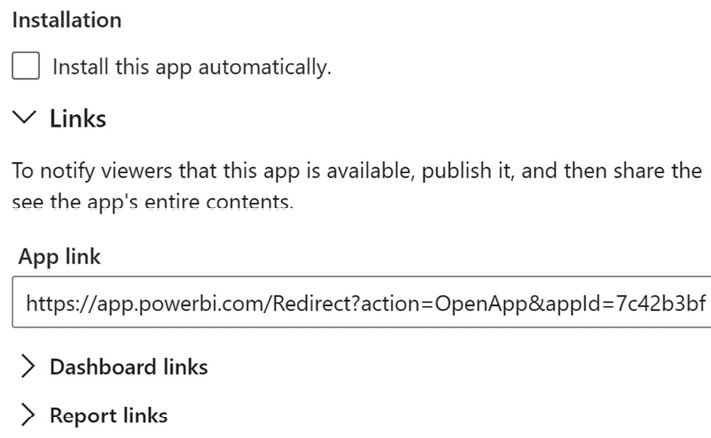 Installation
Install this app automatically.
Links
To notify viewers that this app is available, publish it, and then share the
see the app's entire contents.
App link
https://app.powerbi.com/Redirect?action=OpenApp&appId=7c42b3bf
Dashboard links
Report links